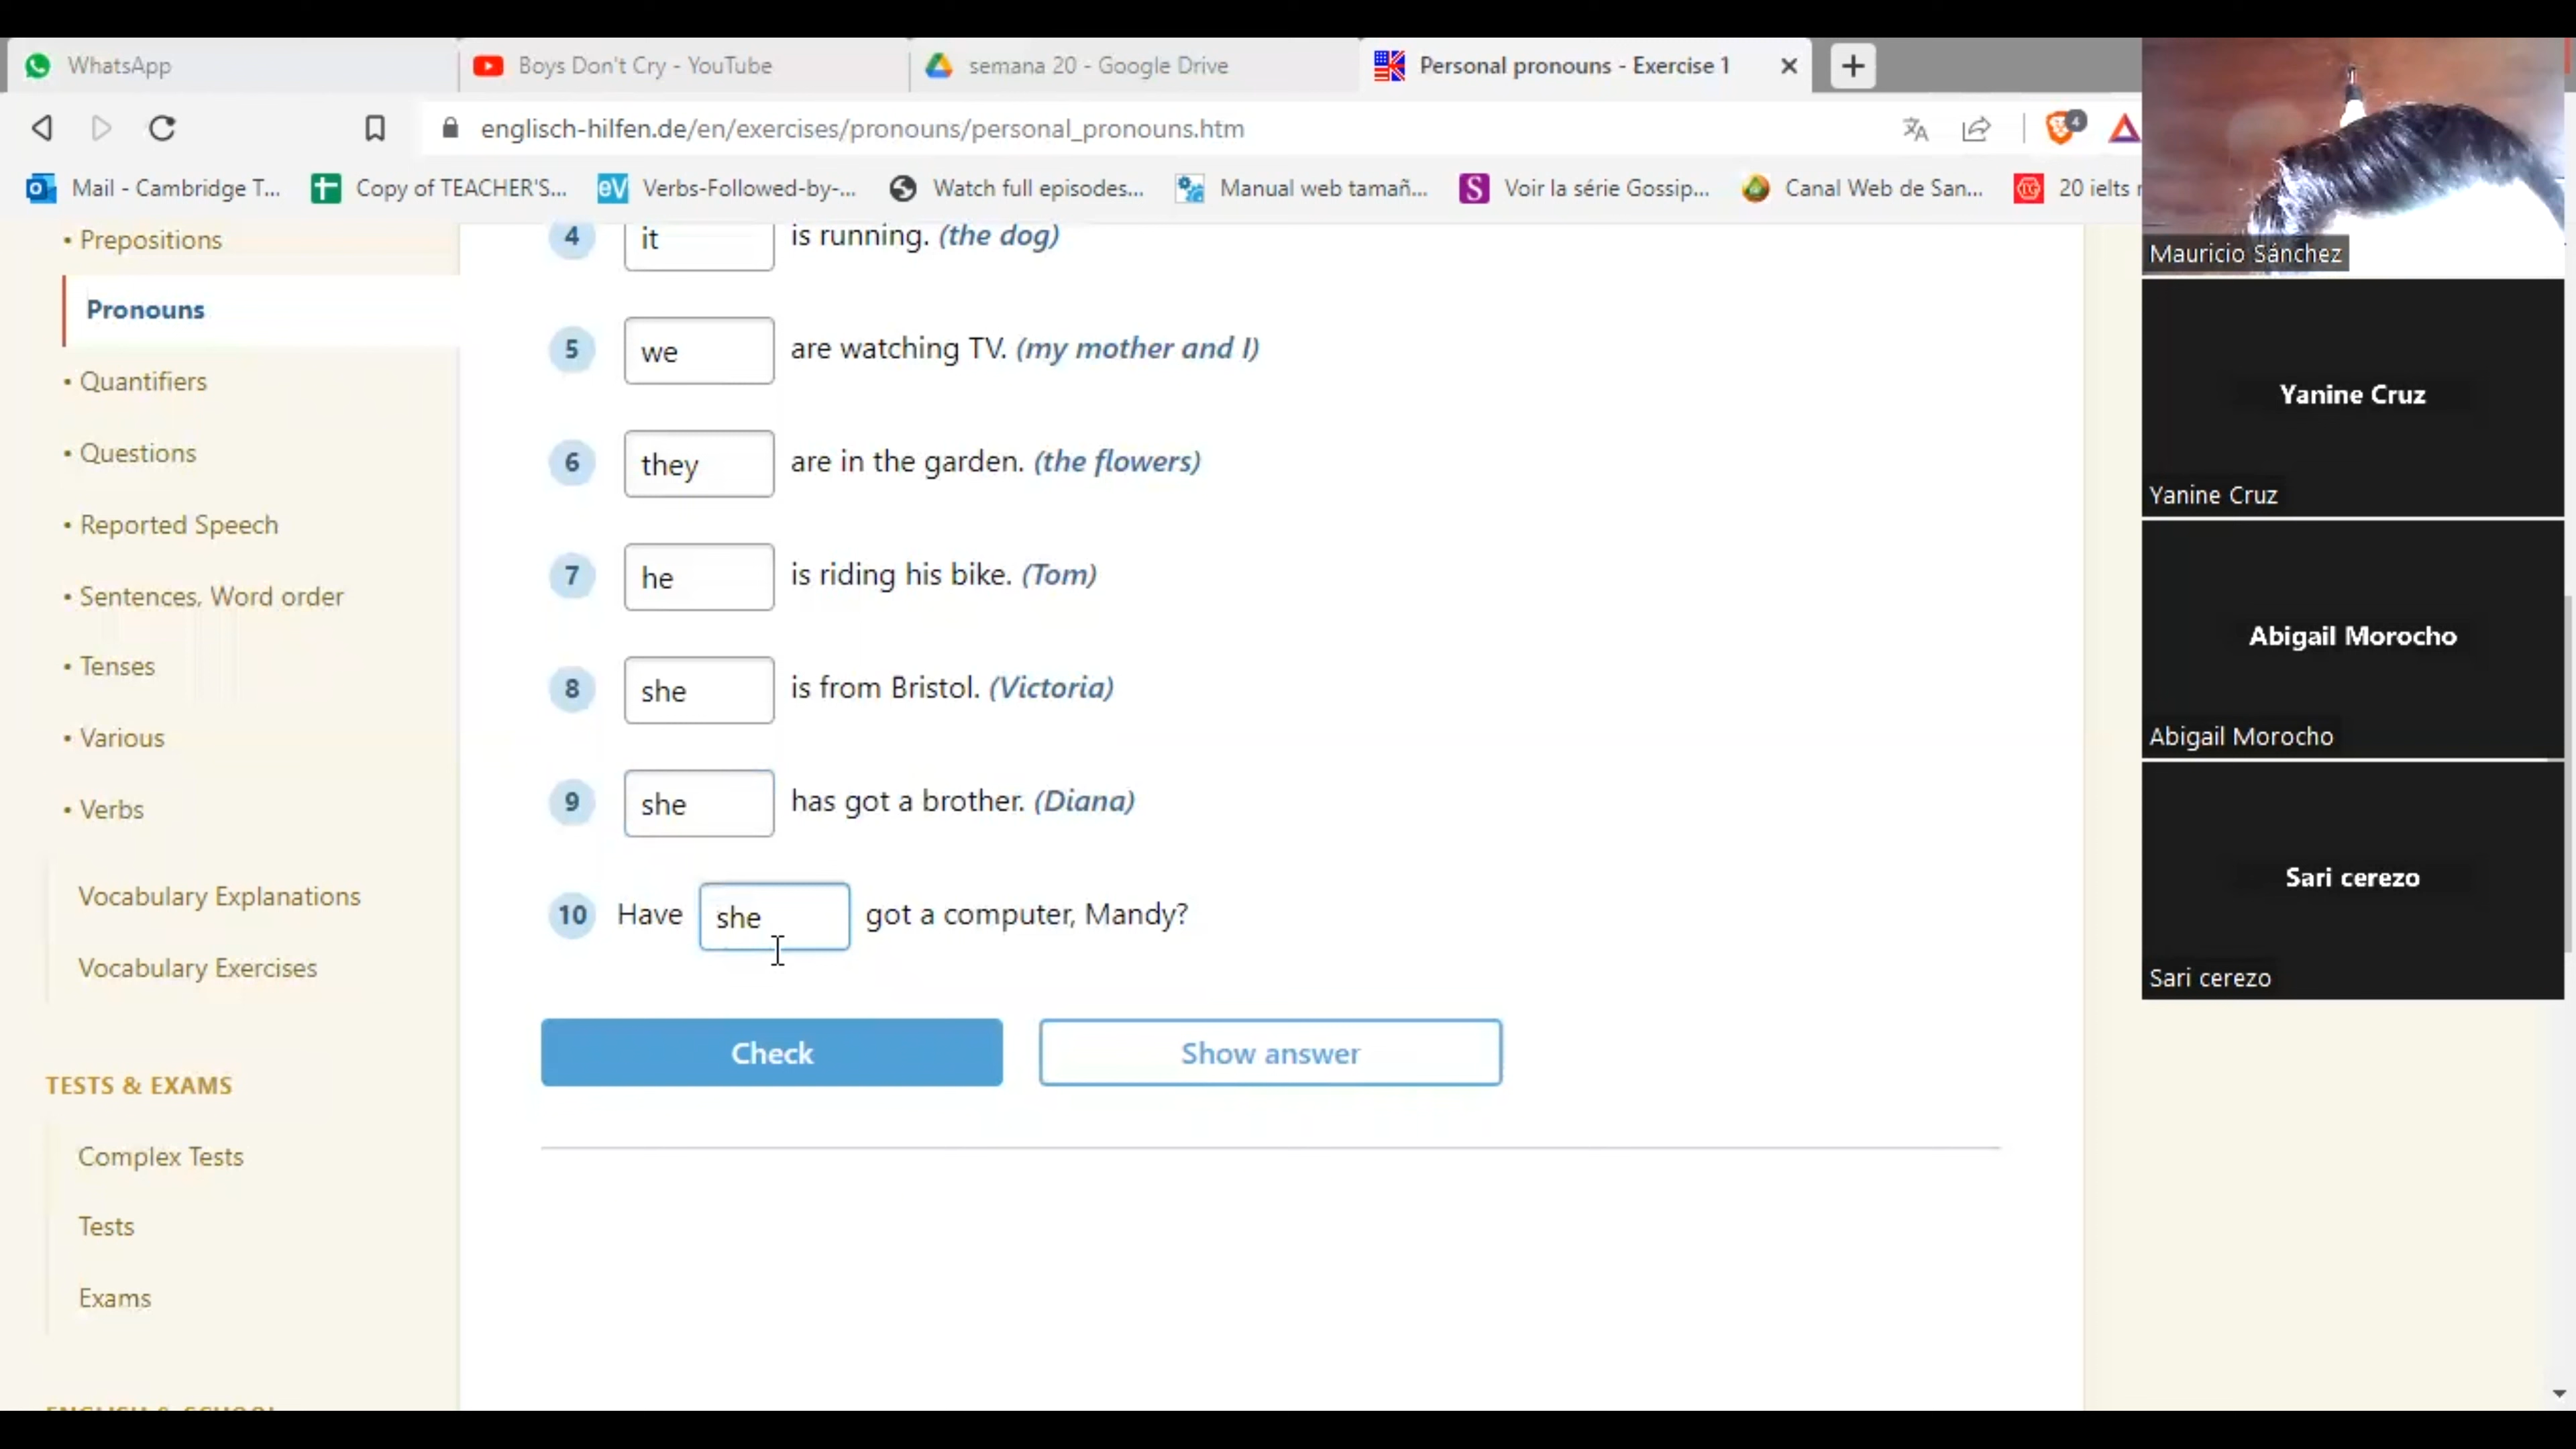 WhatsApp
Boys Don't Cry - YouTube
semana 20 - Google Drive
Personal pronouns - Exercise 1
englisch-hilfen.de/en/exercises/pronouns/personal_pronouns.htm
4
Mail - Cambridge T...
Copy of TEACHER'S...
eV Verbs-Followed-by-...
Watch full episodes...
Manual web tamañ...
S Voir la série Gossip...
Canal Web de San...
20 ielts
• Prepositions
Pronouns
• Quantifiers
• Questions
• Reported Speech
• Sentences, Word order
• Tenses
• Various
• Verbs
Vocabulary Explanations
Vocabulary Exercises
TESTS & EXAMS
Complex Tests
Tests
Exams
ENGLISH & SCHOOL
4 it is running. (the dog)
5 we are watching TV. (my mother and I)
6 they are in the garden. (the flowers)
7 he is riding his bike. (Tom)
8 she is from Bristol. (Victoria)
9 she has got a brother. (Diana)
10 Have she got a computer, Mandy?
Check
Show answer
Mauricio Sánchez
Yanine Cruz
Yanine Cruz
Abigail Morocho
Abigail Morocho
Sari cerezo
Sari cerezo